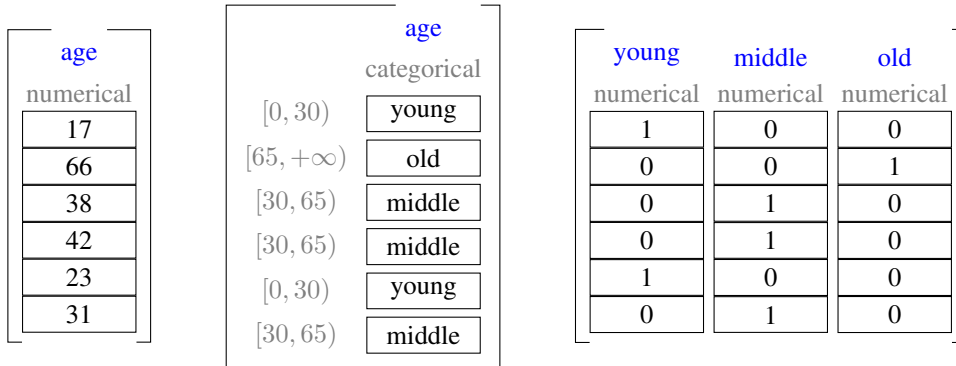 age
numerical
17
66
38
42
23
31
age
categorical
[0, 30) young
[65, +∞) old
[30, 65) middle
[30, 65) middle
[0, 30) young
[30, 65) middle
young middle old
numerical numerical numerical
1 0 0
0 0 1
0 1 0
0 1 0
1 0 0
0 1 0